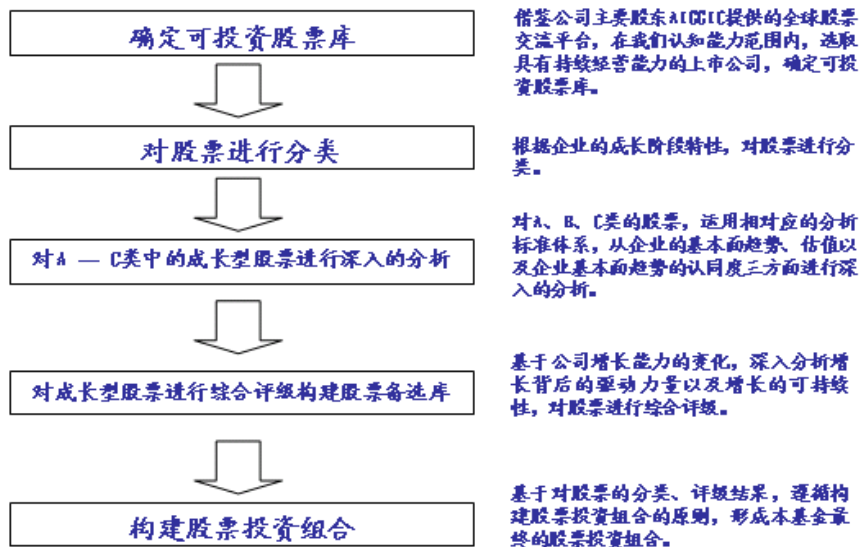 确定可投资股票库
借鉴公司主要股东AIGGIC提供的全球股票
交流平台，在我们认知能力范围内，选取
具有持续经营能力的上市公司，确定可投
资股票库。
对股票进行分类
根据企业的成长阶段特性，对股票进行分
类。
对A — C类中的成长型股票进行深入的分析
对A、B、C类的股票，运用相对应的分析
标准体系，从企业的基本面趋势、估值以
及企业基本面趋势的认同度三方面进行深
入的分析。
对成长型股票进行综合评级构建股票备选库
基于公司增长能力的变化，深入分析增
长背后的驱动力量以及增长的可持续
性，对股票进行综合评级。
构建股票投资组合
基于对股票的分类、评级结果，遵循构
建股票投资组合的原则，形成本基金最
终的股票投资组合。